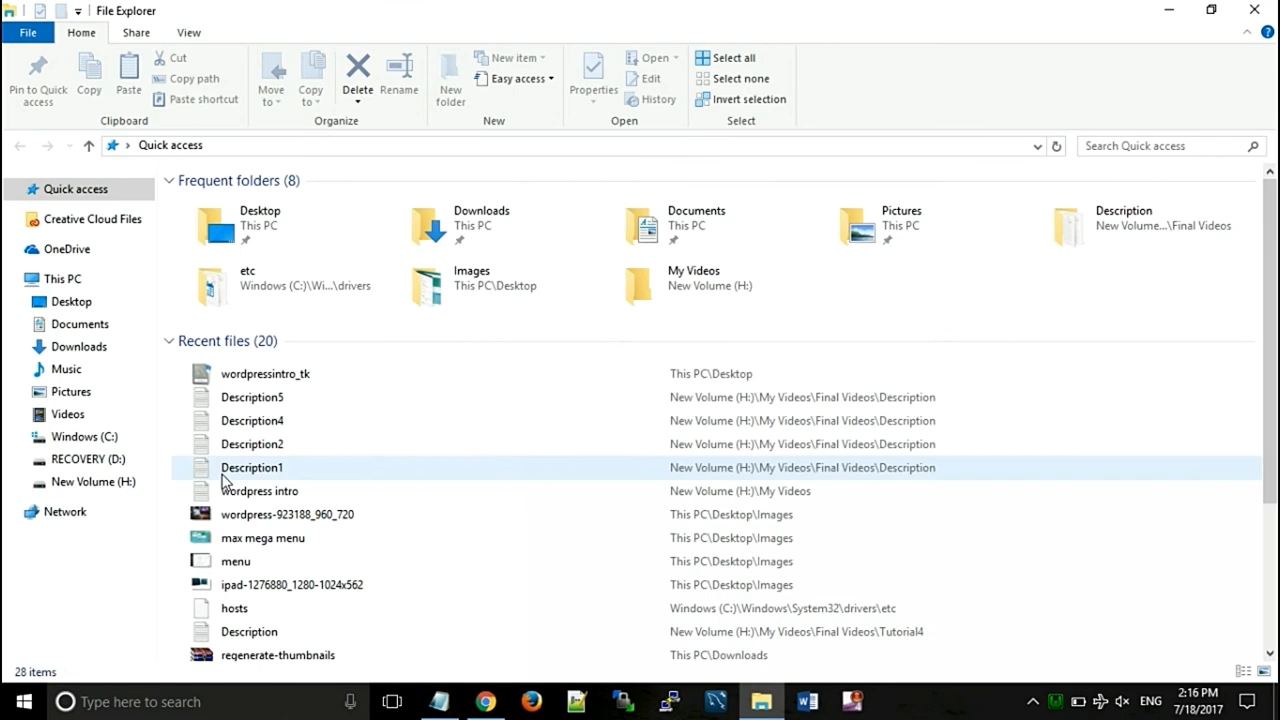 File Explorer
File Home Share View
Pin to Quick access
Copy
Paste
Cut
Copy path
Paste shortcut
Clipboard
Move to
Copy to
Delete
Rename
Organize
New folder
New item
Easy access
New
Properties
Open
Edit
History
Open
Select all
Select none
Invert selection
Select
Quick access
Search Quick access
Quick access
Creative Cloud Files
OneDrive
This PC
Desktop
Documents
Downloads
Music
Pictures
Videos
Windows (C:)
RECOVERY (D:)
New Volume (H:)
Network
Frequent folders (8)
Desktop
This PC
Downloads
This PC
Documents
This PC
Pictures
This PC
Description
New Volume...\Final Videos
etc
Windows (C:)\Wi...\drivers
Images
This PC\Desktop
My Videos
New Volume (H:)
Recent files (20)
wordpressintro_tk This PC\Desktop
Description5 New Volume (H:)\My Videos\Final Videos\Description
Description4 New Volume (H:)\My Videos\Final Videos\Description
Description2 New Volume (H:)\My Videos\Final Videos\Description
Description1 New Volume (H:)\My Videos\Final Videos\Description
wordpress intro New Volume (H:)\My Videos
wordpress-923188_960_720 This PC\Desktop\Images
max mega menu This PC\Desktop\Images
menu This PC\Desktop\Images
ipad-1276880_1280-1024x562 This PC\Desktop\Images
hosts Windows (C:)\Windows\System32\drivers\etc
Description New Volume (H:)\My Videos\Final Videos\Tutorial4
regenerate-thumbnails This PC\Downloads
28 items
Type here to search
ENG
2:16 PM
7/18/2017